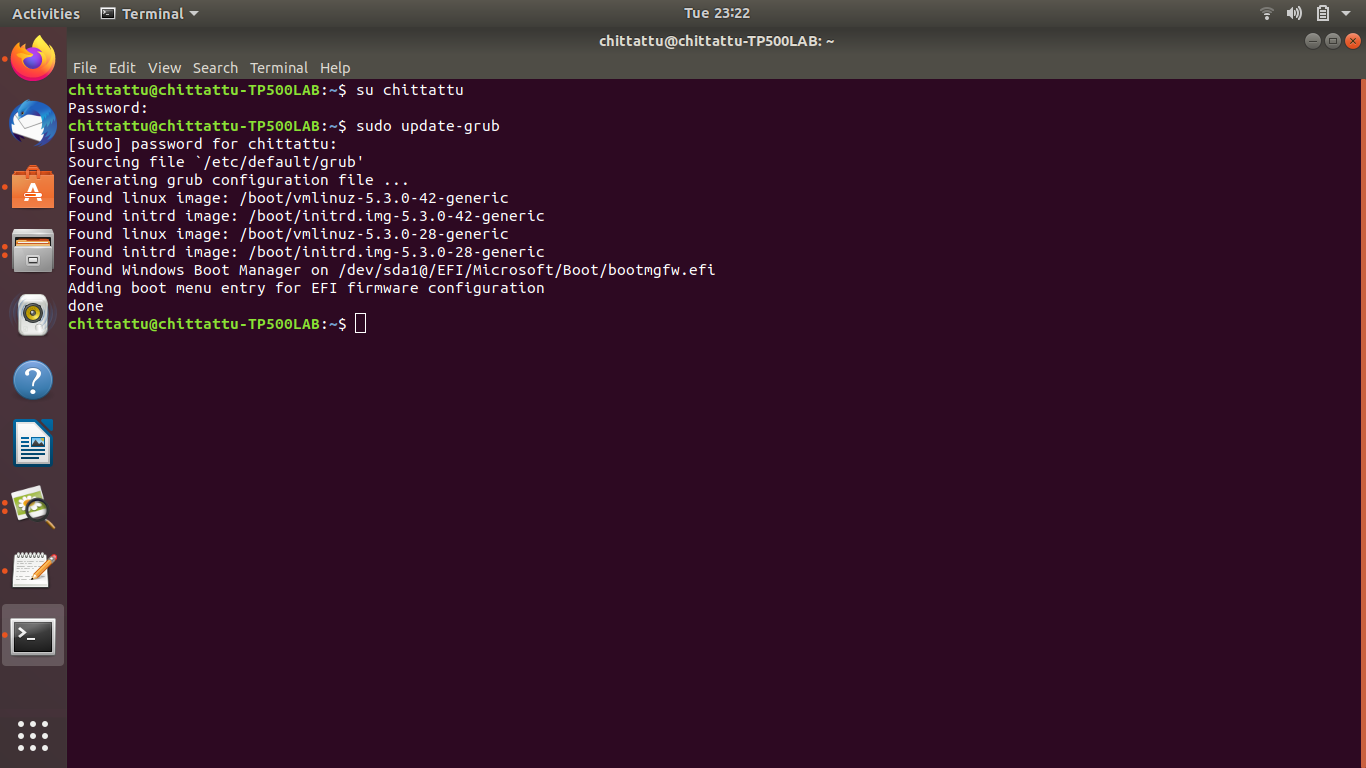 Activities Terminal Tue 23:22
chittattu@chittattu-TP500LAB: ~
File Edit View Search Terminal Help
chittattu@chittattu-TP500LAB:~$ su chittattu
Password:
chittattu@chittattu-TP500LAB:~$ sudo update-grub
[sudo] password for chittattu:
Sourcing file `/etc/default/grub'
Generating grub configuration file ...
Found linux image: /boot/vmlinuz-5.3.0-42-generic
Found initrd image: /boot/initrd.img-5.3.0-42-generic
Found linux image: /boot/vmlinuz-5.3.0-28-generic
Found initrd image: /boot/initrd.img-5.3.0-28-generic
Found Windows Boot Manager on /dev/sda1@/EFI/Microsoft/Boot/bootmgfw.efi
Adding boot menu entry for EFI firmware configuration
done
chittattu@chittattu-TP500LAB:~$